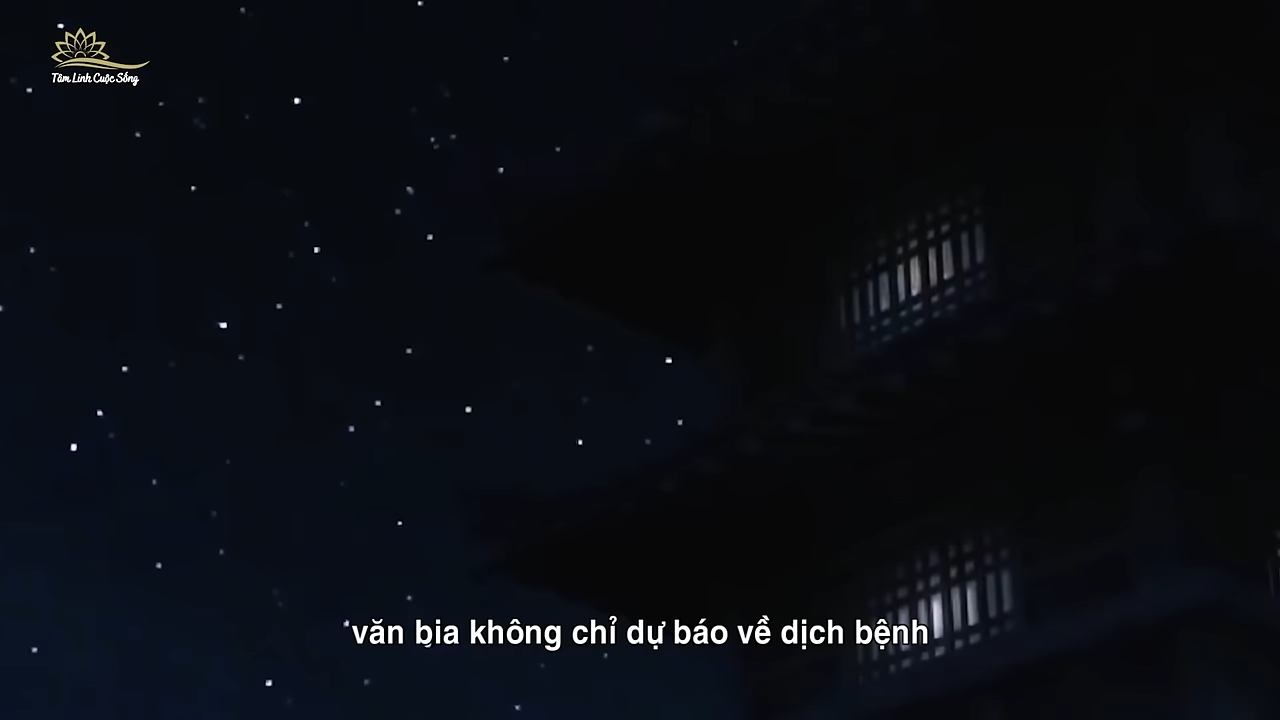 Tâm Linh Cuộc Sống
văn bia không chỉ dự báo về dịch bệnh